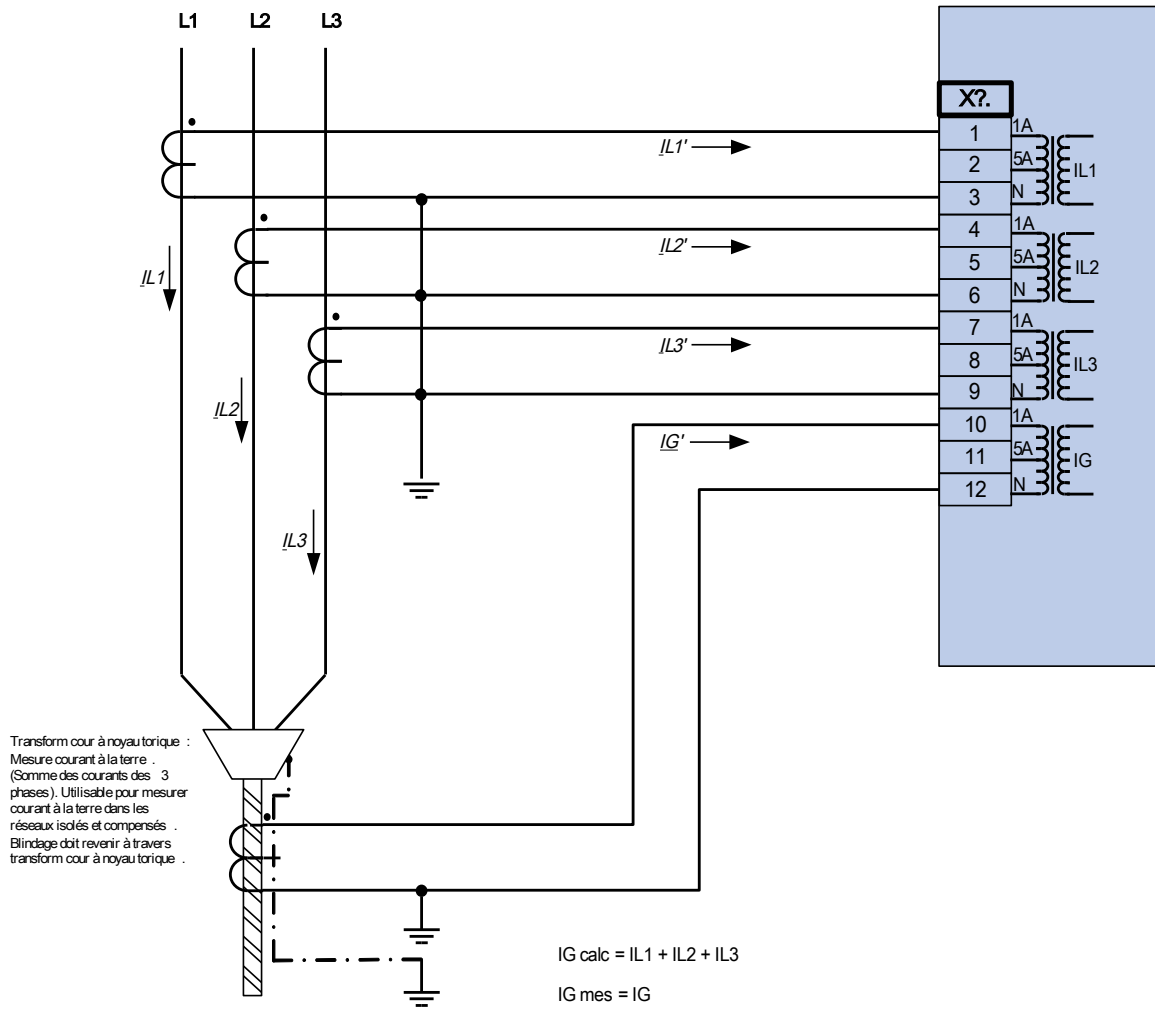 L1 L2 L3
X?.
1 1A
2 5A IL1
3 N
4 1A
5 5A IL2
6 N
7 1A
8 5A IL3
9 N
10 1A
11 5A IG
12 N
IL1'
IL2'
IL3'
IG'
IL1
IL2
IL3
Transform cour à noyau torique :
Mesure courant à la terre .
(Somme des courants des 3
phases). Utilisable pour mesurer
courant à la terre dans les
réseaux isolés et compensés .
Blindage doit revenir à travers
transform cour à noyau torique .
IG calc = IL1 + IL2 + IL3
IG mes = IG